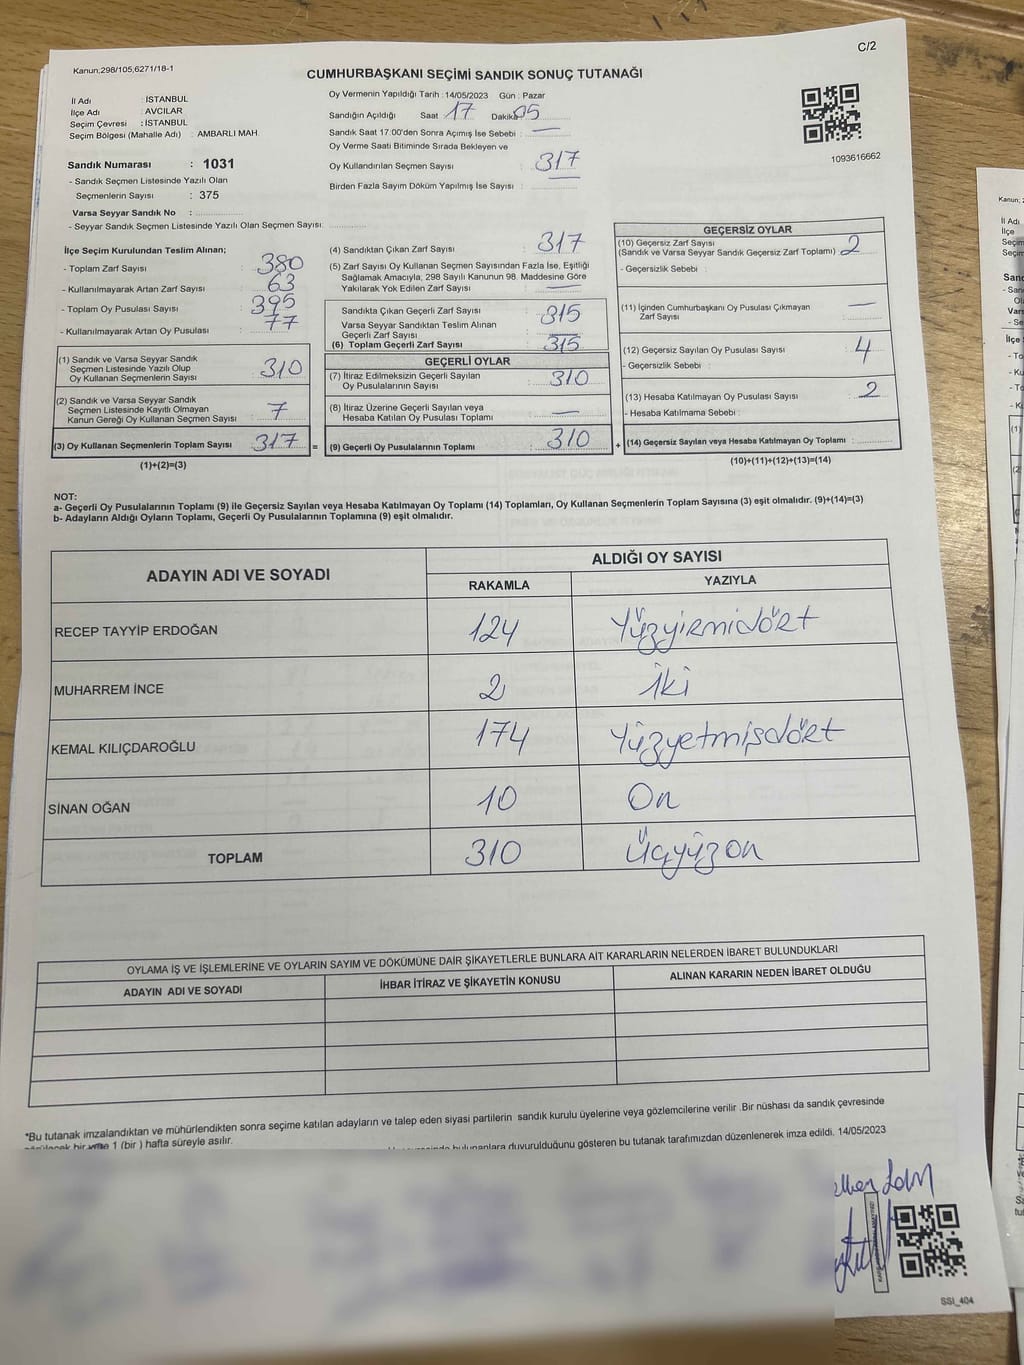 C/2
Kanun,298/105,6271/18-1
CUMHURBAŞKANI SEÇİMİ SANDIK SONUÇ TUTANAĞI
İl Adı : İSTANBUL
İlçe Adı : AVCILAR
Seçim Çevresi : İSTANBUL
Seçim Bölgesi (Mahalle Adı) : AMBARLI MAH.
Sandık Numarası : 1031
- Sandık Seçmen Listesinde Yazılı Olan
Seçmenlerin Sayısı : 375
Varsa Seyyar Sandık No :
- Seyyar Sandık Seçmen Listesinde Yazılı Olan Seçmen Sayısı:
Oy Vermenin Yapıldığı Tarih : 14/05/2023 Gün : Pazar
Sandığın Açıldığı Saat : 17 Dakika 05
Sandık Saat 17:00'den Sonra Açımış İse Sebebi : —
Oy Verme Saati Bitiminde Sırada Bekleyen ve
Oy Kullandırılan Seçmen Sayısı : 317
Birden Fazla Sayım Döküm Yapılmış İse Sayısı : —
1093616662
İlçe Seçim Kurulundan Teslim Alınan;
- Toplam Zarf Sayısı : 380
- Kullanılmayarak Artan Zarf Sayısı : 63
- Toplam Oy Pusulası Sayısı : 395
- Kullanılmayarak Artan Oy Pusulası : 77
(1) Sandık ve Varsa Seyyar Sandık
Seçmen Listesinde Yazılı Olup
Oy Kullanan Seçmenlerin Sayısı : 310
(2) Sandık ve Varsa Seyyar Sandık
Seçmen Listesinde Kayıtlı Olmayan
Kanun Gereği Oy Kullanan Seçmen Sayısı : 7
(3) Oy Kullanan Seçmenlerin Toplam Sayısı : 317 =
(1)+(2)=(3)
(4) Sandıktan Çıkan Zarf Sayısı : 317
(5) Zarf Sayısı Oy Kullanan Seçmen Sayısından Fazla İse, Eşitliği
Sağlamak Amacıyla, 298 Sayılı Kanunun 98. Maddesine Göre
Yakılarak Yok Edilen Zarf Sayısı : —
Sandıkta Çıkan Geçerli Zarf Sayısı : 315
Varsa Seyyar Sandıktan Teslim Alınan
Geçerli Zarf Sayısı : —
(6) Toplam Geçerli Zarf Sayısı : 315
GEÇERLİ OYLAR
(7) İtiraz Edilmeksizin Geçerli Sayılan
Oy Pusulalarının Sayısı : 310
(8) İtiraz Üzerine Geçerli Sayılan veya
Hesaba Katılan Oy Pusulası Toplamı : —
(9) Geçerli Oy Pusulalarının Toplamı : 310 +
GEÇERSİZ OYLAR
(10) Geçersiz Zarf Sayısı
(Sandık ve Varsa Seyyar Sandık Geçersiz Zarf Toplamı) : 2
- Geçersizlik Sebebi :
(11) İçinden Cumhurbaşkanı Oy Pusulası Çıkmayan
Zarf Sayısı : —
(12) Geçersiz Sayılan Oy Pusulası Sayısı : 4
- Geçersizlik Sebebi :
(13) Hesaba Katılmayan Oy Pusulası Sayısı : 2
- Hesaba Katılmama Sebebi :
(14) Geçersiz Sayılan veya Hesaba Katılmayan Oy Toplamı :
(10)+(11)+(12)+(13)=(14)
NOT:
a- Geçerli Oy Pusulalarının Toplamı (9) ile Geçersiz Sayılan veya Hesaba Katılmayan Oy Toplamı (14) Toplamları, Oy Kullanan Seçmenlerin Toplam Sayısına (3) eşit olmalıdır. (9)+(14)=(3)
b- Adayların Aldığı Oyların Toplamı, Geçerli Oy Pusulalarının Toplamına (9) eşit olmalıdır.
ADAYIN ADI VE SOYADI ALDIĞI OY SAYISI
RAKAMLA YAZIYLA
RECEP TAYYİP ERDOĞAN 124 Yüzyirmidört
MUHARREM İNCE 2 İki
KEMAL KILIÇDAROĞLU 174 Yüzyetmişdört
SİNAN OĞAN 10 On
TOPLAM 310 Üçyüzon
OYLAMA İŞ VE İŞLEMLERİNE VE OYLARIN SAYIM VE DÖKÜMÜNE DAİR ŞİKAYETLERLE BUNLARA AİT KARARLARIN NELERDEN İBARET BULUNDUKLARI
ADAYIN ADI VE SOYADI İHBAR İTİRAZ VE ŞİKAYETİN KONUSU ALINAN KARARIN NEDEN İBARET OLDUĞU
*Bu tutanak imzalandıktan ve mühürlendikten sonra seçime katılan adayların ve talep eden siyasi partilerin sandık kurulu üyelerine veya gözlemcilerine verilir .Bir nüshası da sandık çevresinde
1 (bir ) hafta süreyle asılır.
bulunanlara duyurulduğunu gösteren bu tutanak tarafımızdan düzenlenerek imza edildi. 14/05/2023
SSİ_404